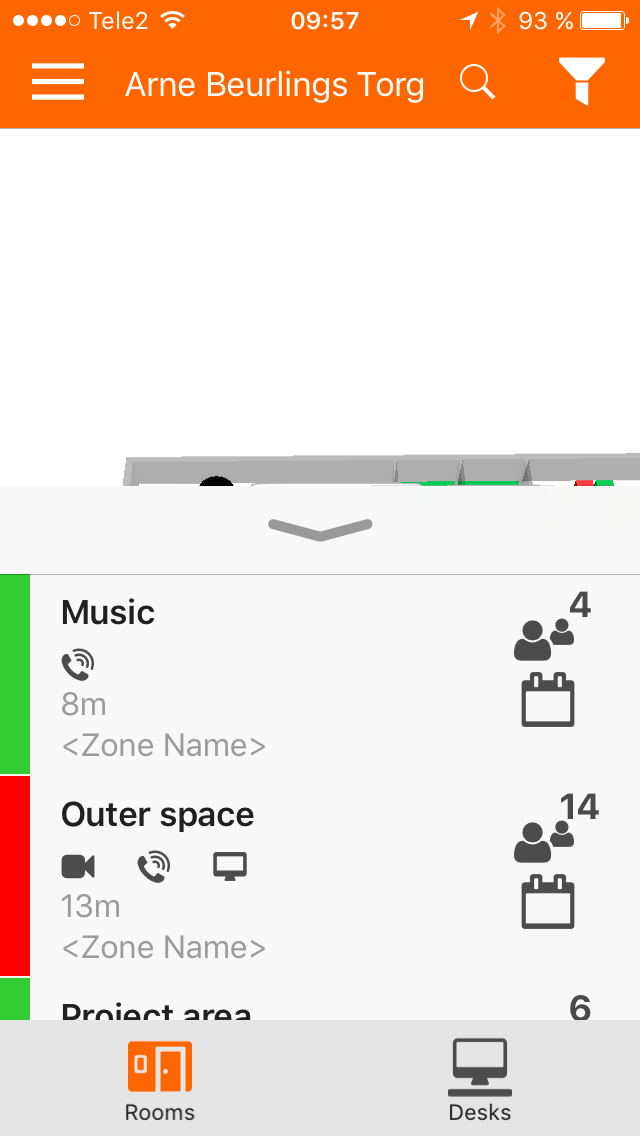 Tele2 09:57 93 %
Arne Beurlings Torg
Music 4
8m
<Zone Name>
Outer space 14
13m
<Zone Name>
Project area 6
Rooms Desks